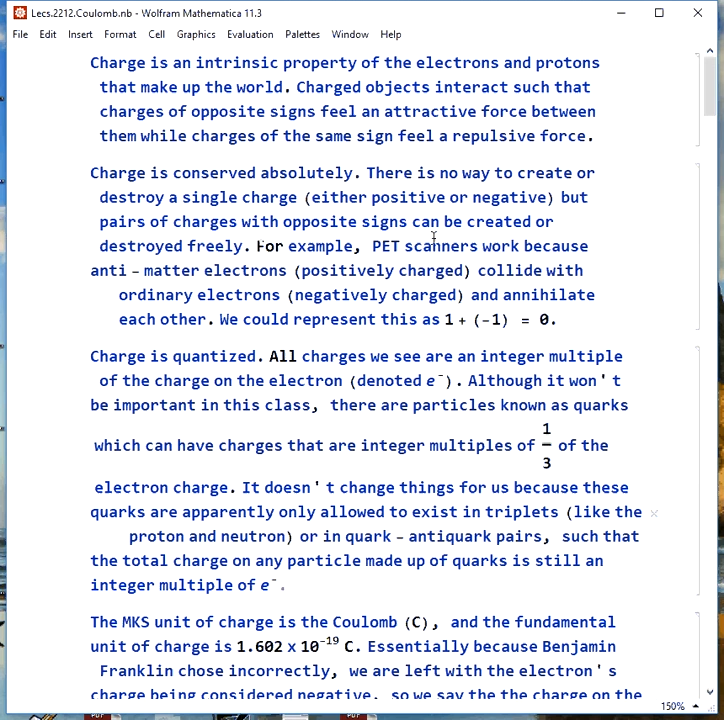 Lecs.2212.Coulomb.nb - Wolfram Mathematica 11.3
File Edit Insert Format Cell Graphics Evaluation Palettes Window Help
Charge is an intrinsic property of the electrons and protons
that make up the world. Charged objects interact such that
charges of opposite signs feel an attractive force between
them while charges of the same sign feel a repulsive force.
Charge is conserved absolutely. There is no way to create or
destroy a single charge (either positive or negative) but
pairs of charges with opposite signs can be created or
destroyed freely. For example, PET scanners work because
anti - matter electrons (positively charged) collide with
ordinary electrons (negatively charged) and annihilate
each other. We could represent this as 1 + (-1) = 0.
Charge is quantized. All charges we see are an integer multiple
of the charge on the electron (denoted e⁻). Although it won't
be important in this class, there are particles known as quarks
which can have charges that are integer multiples of 1/3 of the
electron charge. It doesn't change things for us because these
quarks are apparently only allowed to exist in triplets (like the
proton and neutron) or in quark - antiquark pairs, such that
the total charge on any particle made up of quarks is still an
integer multiple of e⁻.
The MKS unit of charge is the Coulomb (C), and the fundamental
unit of charge is 1.602 x 10⁻¹⁹ C. Essentially because Benjamin
Franklin chose incorrectly, we are left with the electron's
charge being considered negative, so we say the the charge on the
150%